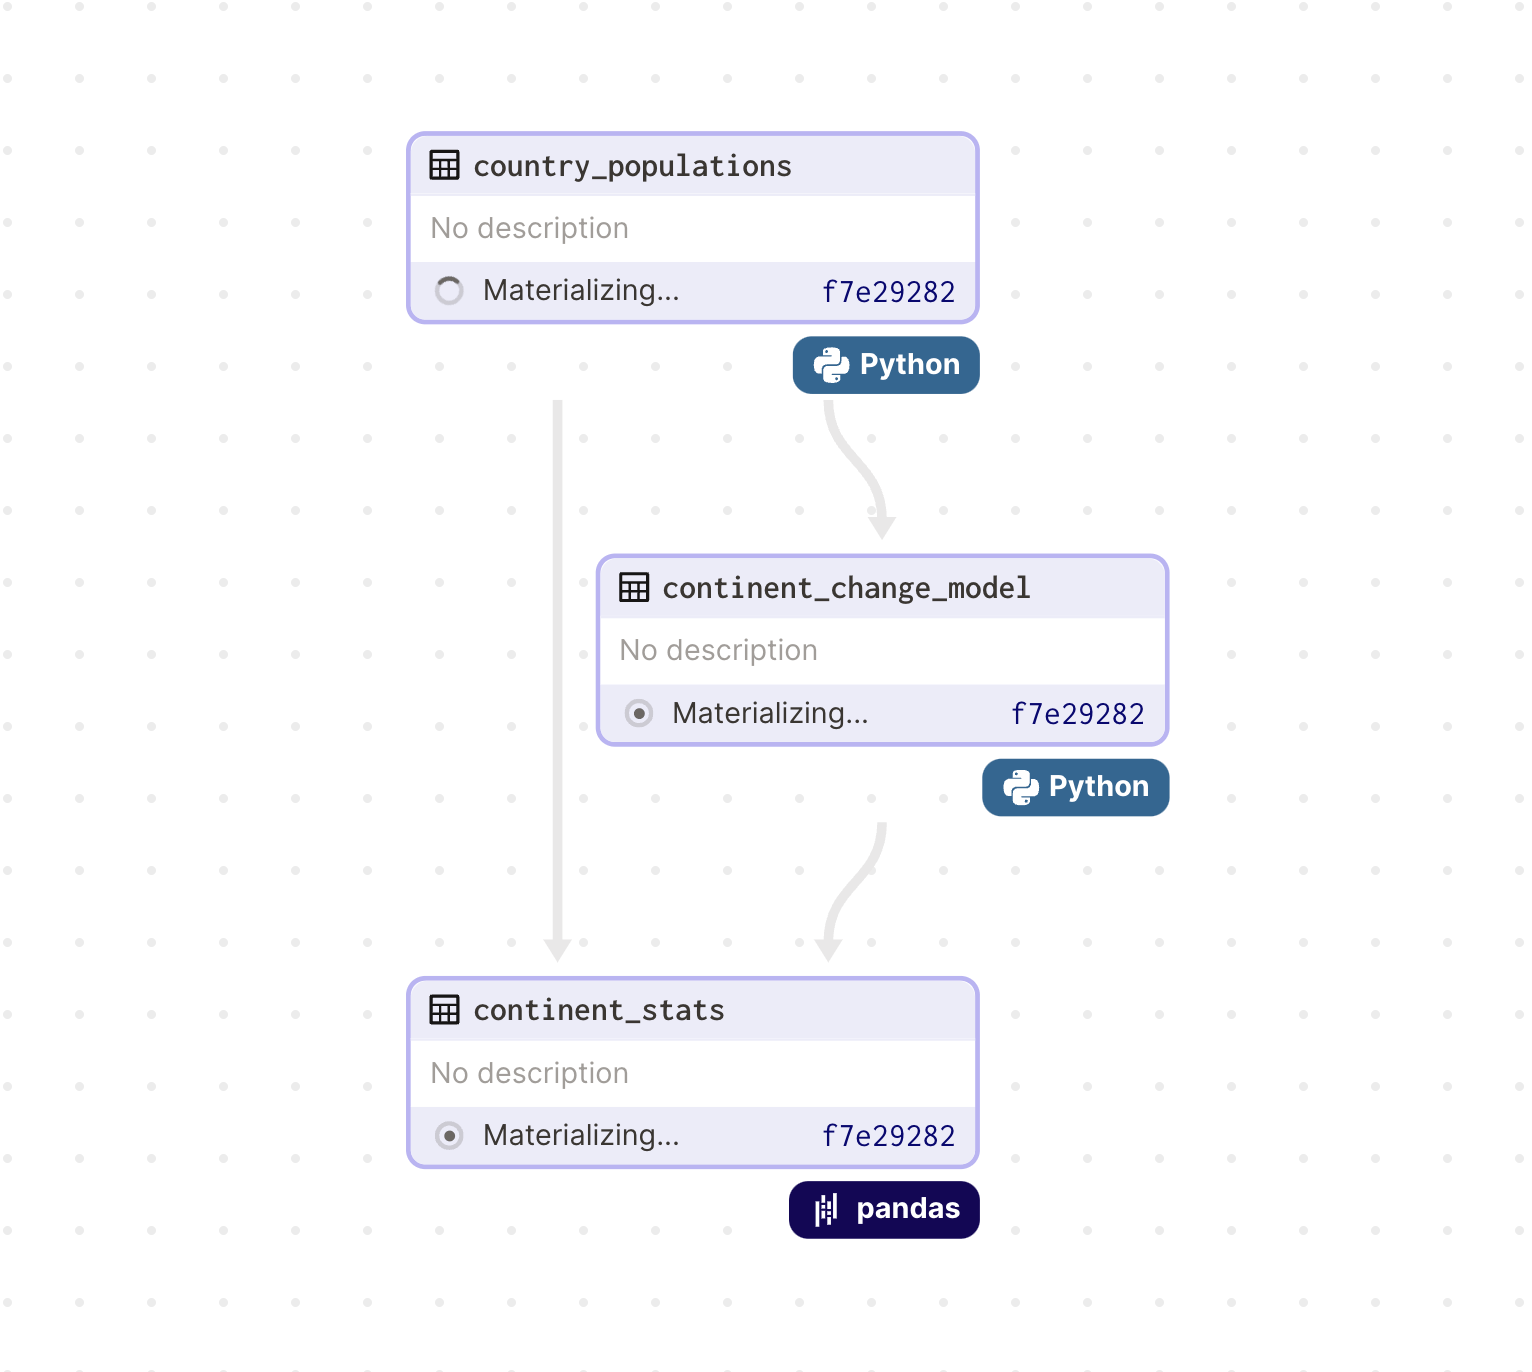 country_populations
No description
Materializing... f7e29282
Python
continent_change_model
No description
Materializing... f7e29282
Python
continent_stats
No description
Materializing... f7e29282
pandas